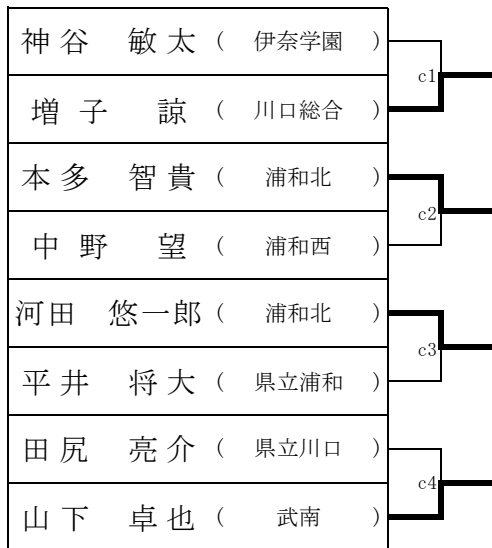 神谷 敏太 ( 伊奈学園 )
c1
増子 諒 ( 川口総合 )
本多 智貴 ( 浦和北 )
c2
中野 望 ( 浦和西 )
河田 悠一郎 ( 浦和北 )
c3
平井 将大 ( 県立浦和 )
田尻 亮介 ( 県立川口 )
c4
山下 卓也 ( 武南 )